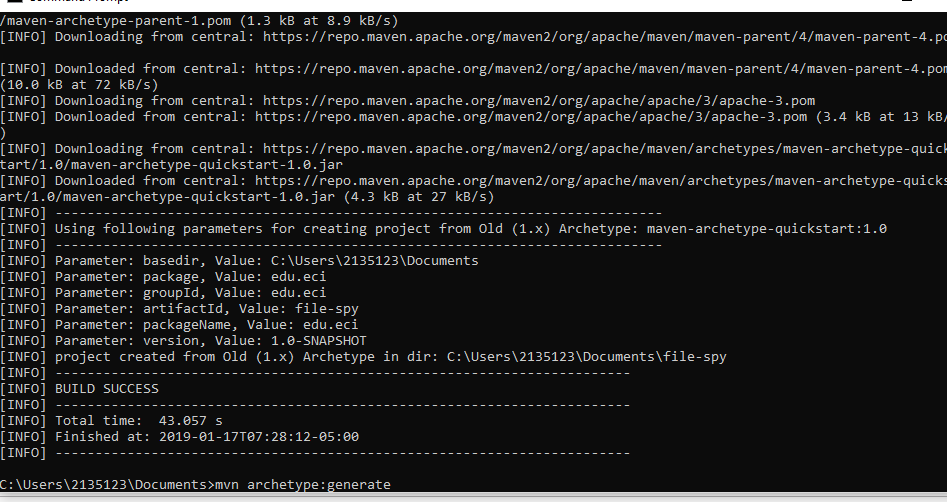 /maven-archetype-parent-1.pom (1.3 kB at 8.9 kB/s)
[INFO] Downloading from central: https://repo.maven.apache.org/maven2/org/apache/maven/maven-parent/4/maven-parent-4.po
[INFO] Downloaded from central: https://repo.maven.apache.org/maven2/org/apache/maven/maven-parent/4/maven-parent-4.pom
(10.0 kB at 72 kB/s)
[INFO] Downloading from central: https://repo.maven.apache.org/maven2/org/apache/apache/3/apache-3.pom
[INFO] Downloaded from central: https://repo.maven.apache.org/maven2/org/apache/apache/3/apache-3.pom (3.4 kB at 13 kB/
)
[INFO] Downloading from central: https://repo.maven.apache.org/maven2/org/apache/maven/archetypes/maven-archetype-quick
tart/1.0/maven-archetype-quickstart-1.0.jar
[INFO] Downloaded from central: https://repo.maven.apache.org/maven2/org/apache/maven/archetypes/maven-archetype-quicks
art/1.0/maven-archetype-quickstart-1.0.jar (4.3 kB at 27 kB/s)
[INFO] ----------------------------------------------------------------------------
[INFO] Using following parameters for creating project from Old (1.x) Archetype: maven-archetype-quickstart:1.0
[INFO] ----------------------------------------------------------------------------
[INFO] Parameter: basedir, Value: C:\Users\2135123\Documents
[INFO] Parameter: package, Value: edu.eci
[INFO] Parameter: groupId, Value: edu.eci
[INFO] Parameter: artifactId, Value: file-spy
[INFO] Parameter: packageName, Value: edu.eci
[INFO] Parameter: version, Value: 1.0-SNAPSHOT
[INFO] project created from Old (1.x) Archetype in dir: C:\Users\2135123\Documents\file-spy
[INFO] ------------------------------------------------------------------------
[INFO] BUILD SUCCESS
[INFO] ------------------------------------------------------------------------
[INFO] Total time:  43.057 s
[INFO] Finished at: 2019-01-17T07:28:12-05:00
[INFO] ------------------------------------------------------------------------
C:\Users\2135123\Documents>mvn archetype:generate